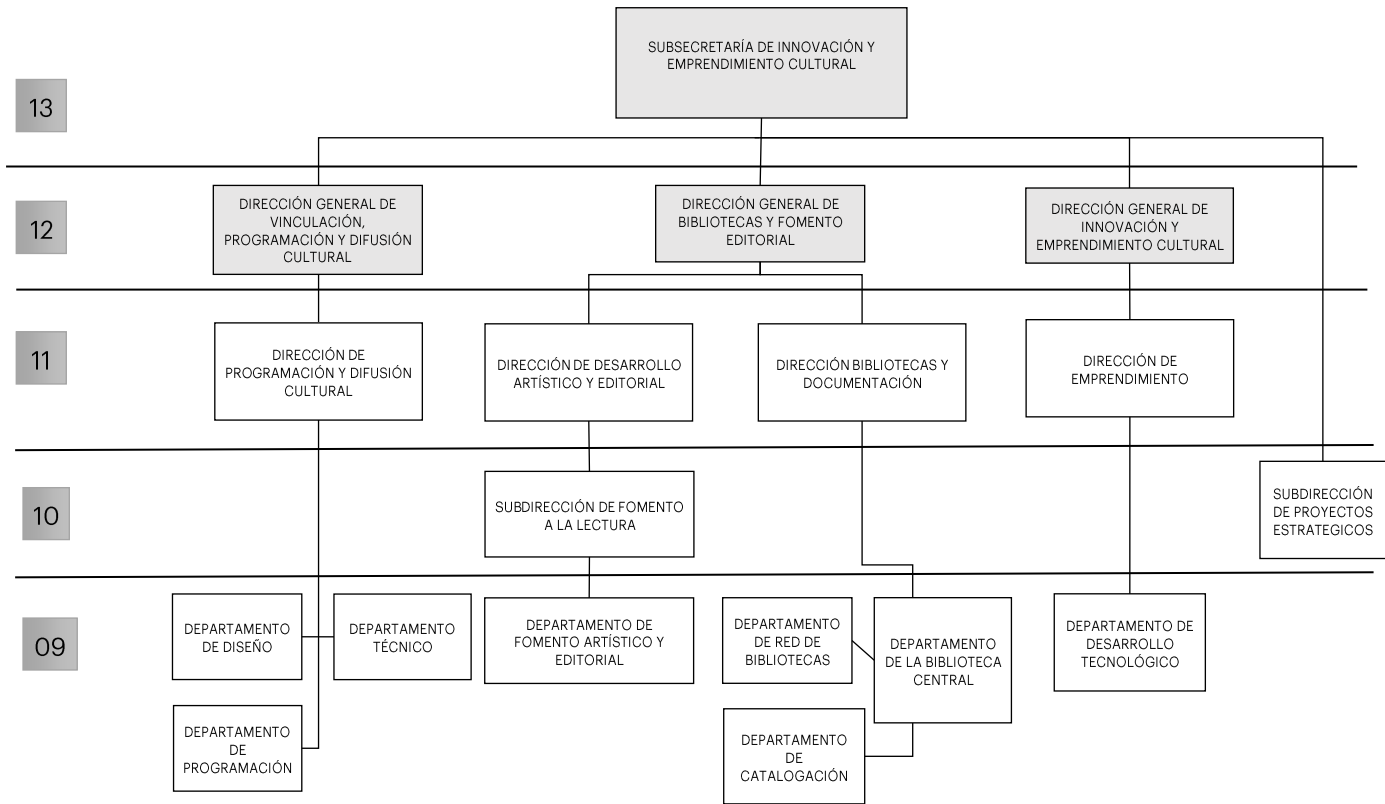 SUBSECRETARÍA DE INNOVACIÓN Y
EMPRENDIMIENTO CULTURAL
13
12
DIRECCIÓN GENERAL DE
VINCULACIÓN,
PROGRAMACIÓN Y DIFUSIÓN
CULTURAL
DIRECCIÓN GENERAL DE
BIBLIOTECAS Y FOMENTO
EDITORIAL
DIRECCIÓN GENERAL DE
INNOVACIÓN Y
EMPRENDIMIENTO CULTURAL
11
DIRECCIÓN DE
PROGRAMACIÓN Y DIFUSIÓN
CULTURAL
DIRECCIÓN DE DESARROLLO
ARTÍSTICO Y EDITORIAL
DIRECCIÓN BIBLIOTECAS Y
DOCUMENTACIÓN
DIRECCIÓN DE
EMPRENDIMIENTO
10
SUBDIRECCIÓN DE FOMENTO
A LA LECTURA
SUBDIRECCIÓN
DE PROYECTOS
ESTRATEGICOS
09
DEPARTAMENTO
DE DISEÑO
DEPARTAMENTO
TÉCNICO
DEPARTAMENTO DE
FOMENTO ARTÍSTICO Y
EDITORIAL
DEPARTAMENTO
DE RED DE
BIBLIOTECAS
DEPARTAMENTO
DE LA BIBLIOTECA
CENTRAL
DEPARTAMENTO DE
DESARROLLO
TECNOLÓGICO
DEPARTAMENTO
DE
PROGRAMACIÓN
DEPARTAMENTO
DE
CATALOGACIÓN